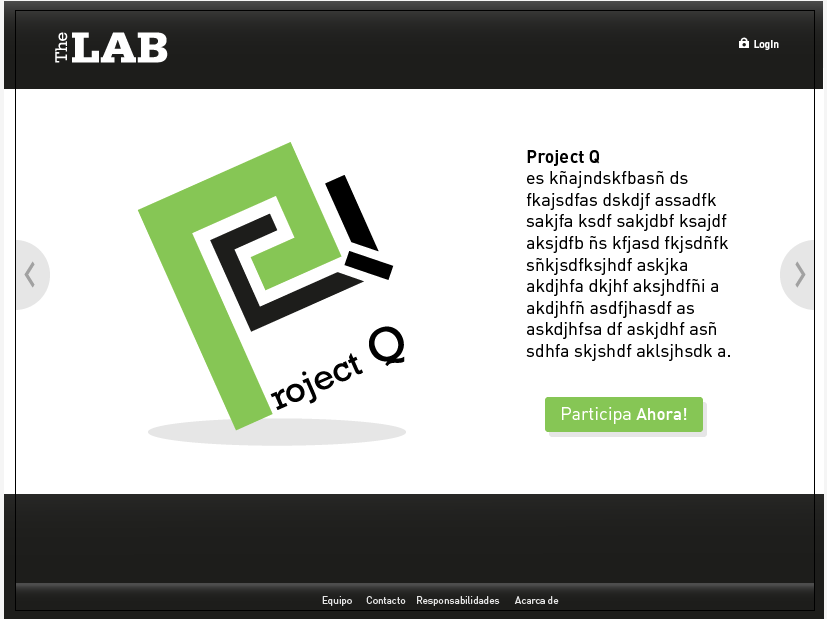 The LAB
LogIn
Project Q
es kñajndskfbasñ ds
fkajsdfas dskdjf assadfk
sakjfa ksdf sakjdbf ksajdf
aksjdfb ñs kfjasd fkjsdñfk
sñkjsdfksjhdf askjka
akdjhfa dkjhf aksjhdfñi a
akdjhfñ asdfjhasdf as
askdjhfsa df askjdhf asñ
sdhfa skjshdf aklsjhsdk a.
roject Q
Participa Ahora!
Equipo Contacto Responsabilidades Acarca de